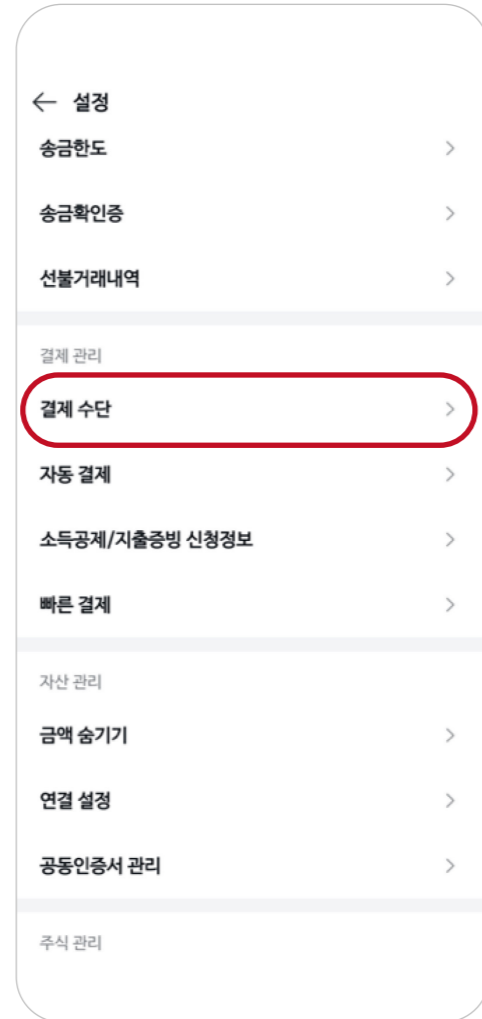 ← 설정
송금한도
송금확인증
선불거래내역
결제 관리
결제 수단
자동 결제
소득공제/지출증빙 신청정보
빠른 결제
자산 관리
금액 숨기기
연결 설정
공동인증서 관리
주식 관리